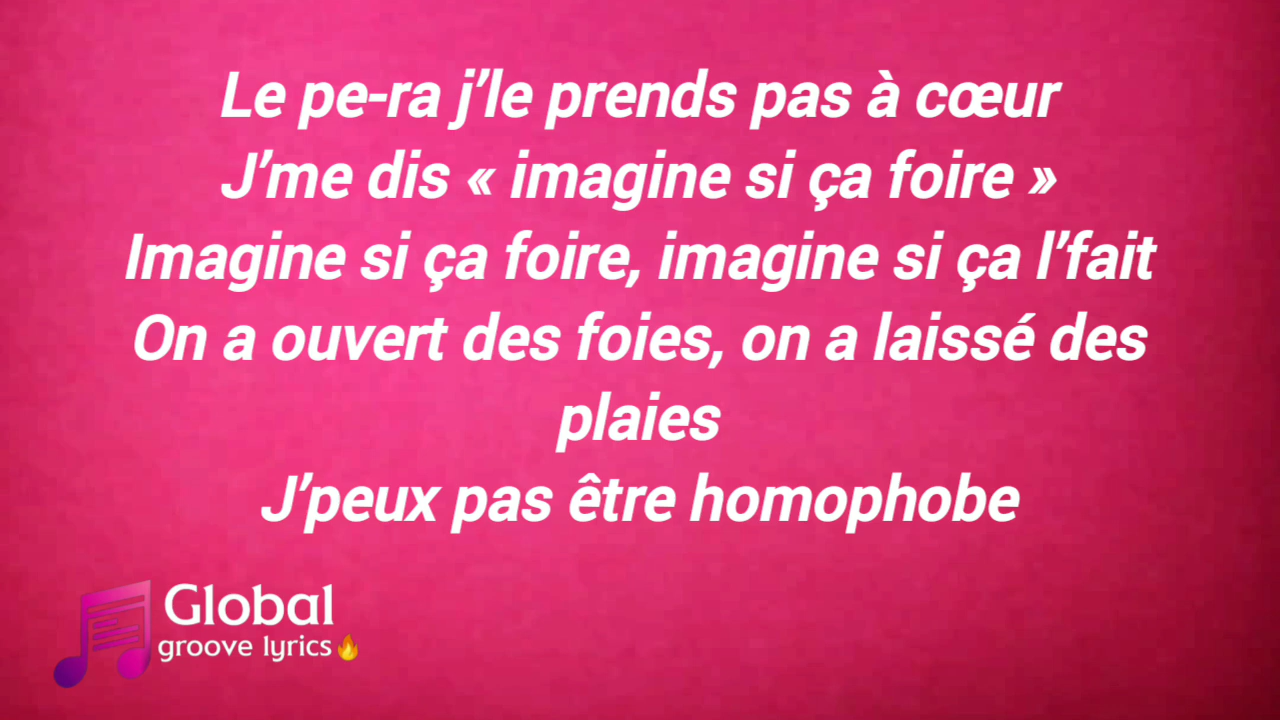 Le pe-ra j’le prends pas à cœur
J’me dis « imagine si ça foire »
Imagine si ça foire, imagine si ça l’fait
On a ouvert des foies, on a laissé des
plaies
J’peux pas être homophobe
Global
groove lyrics🔥